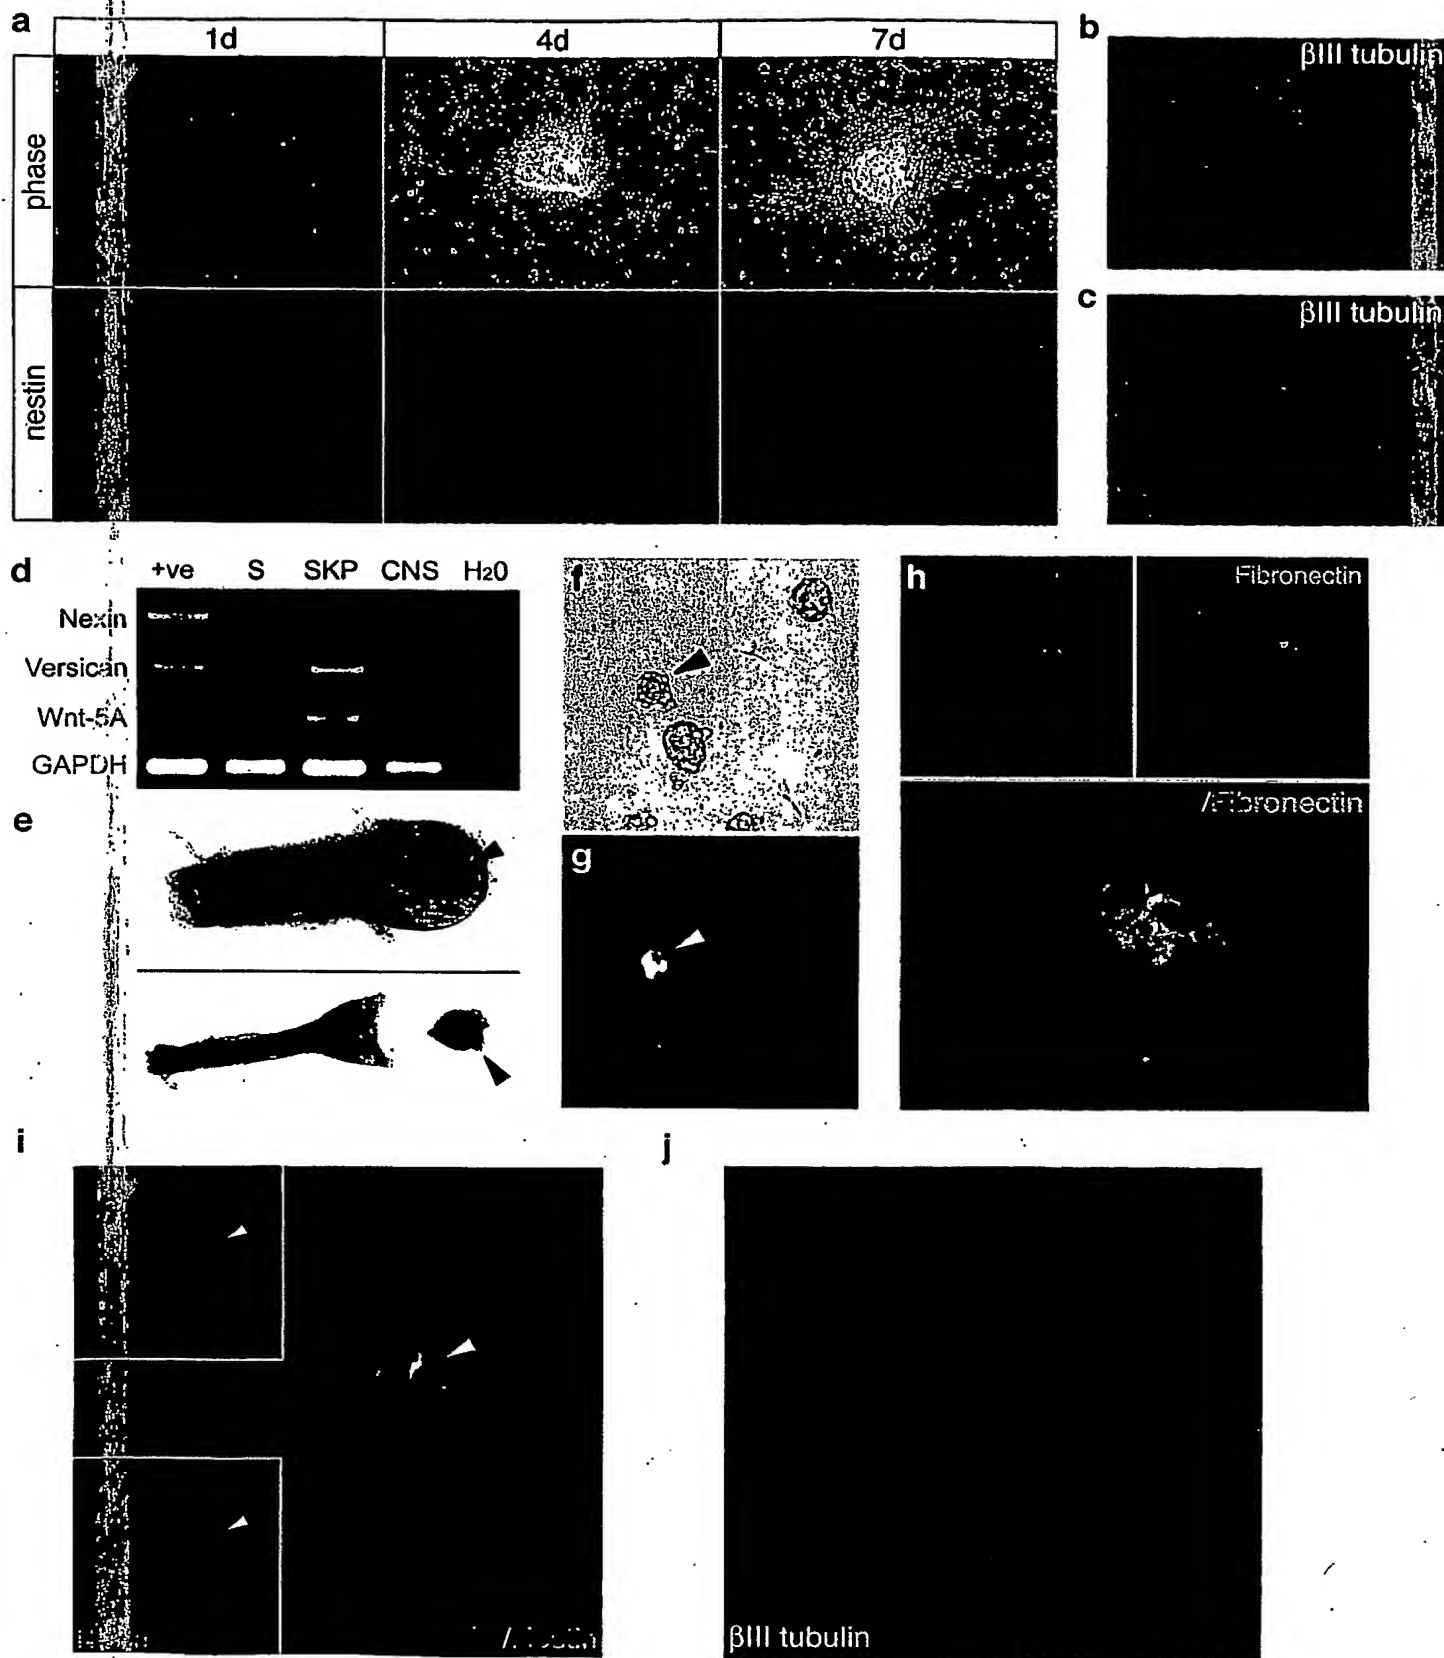 a
1d 4d 7d
phase
nestin
b
βIII tubulin
c
βIII tubulin
d
+ve S SKP CNS H20
Nexin
Versican
Wnt-5A
GAPDH
e
f
g
h
Fibronectin
/Fibronectin
i
j
βIII tubulin